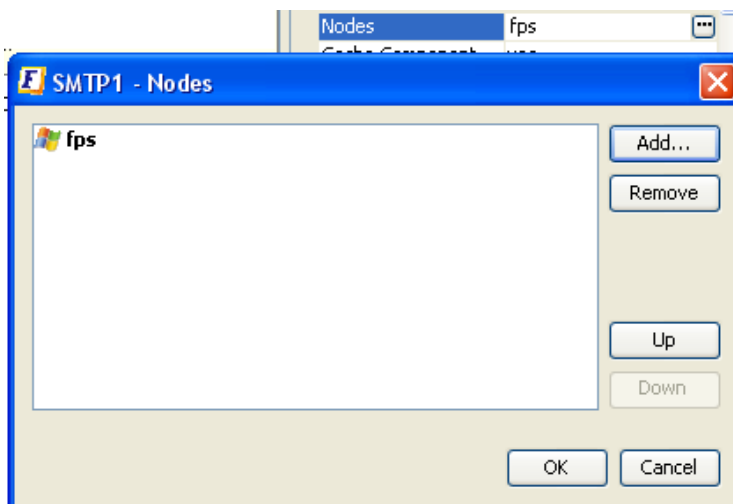 Nodes fps
SMTP1 - Nodes
fps
Add...
Remove
Up
Down
OK Cancel